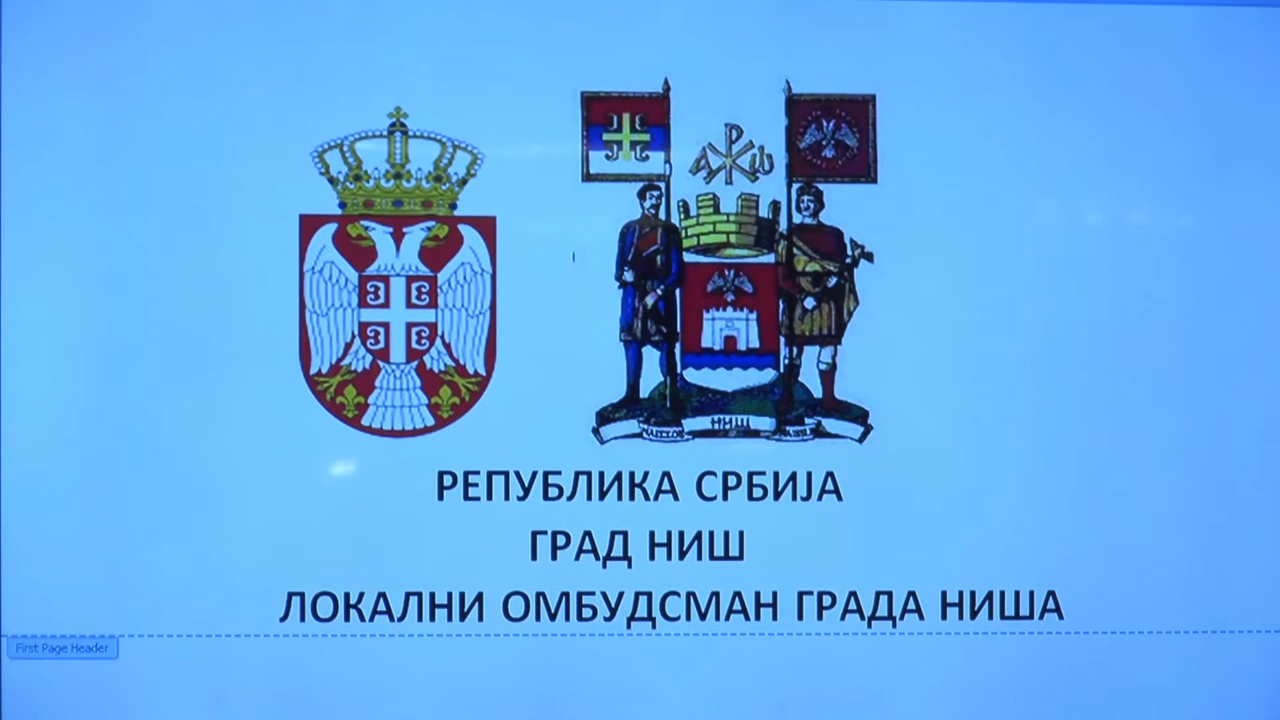 НИШ
РЕПУБЛИКА СРБИЈА
ГРАД НИШ
ЛОКАЛНИ ОМБУДСМАН ГРАДА НИША
First Page Header